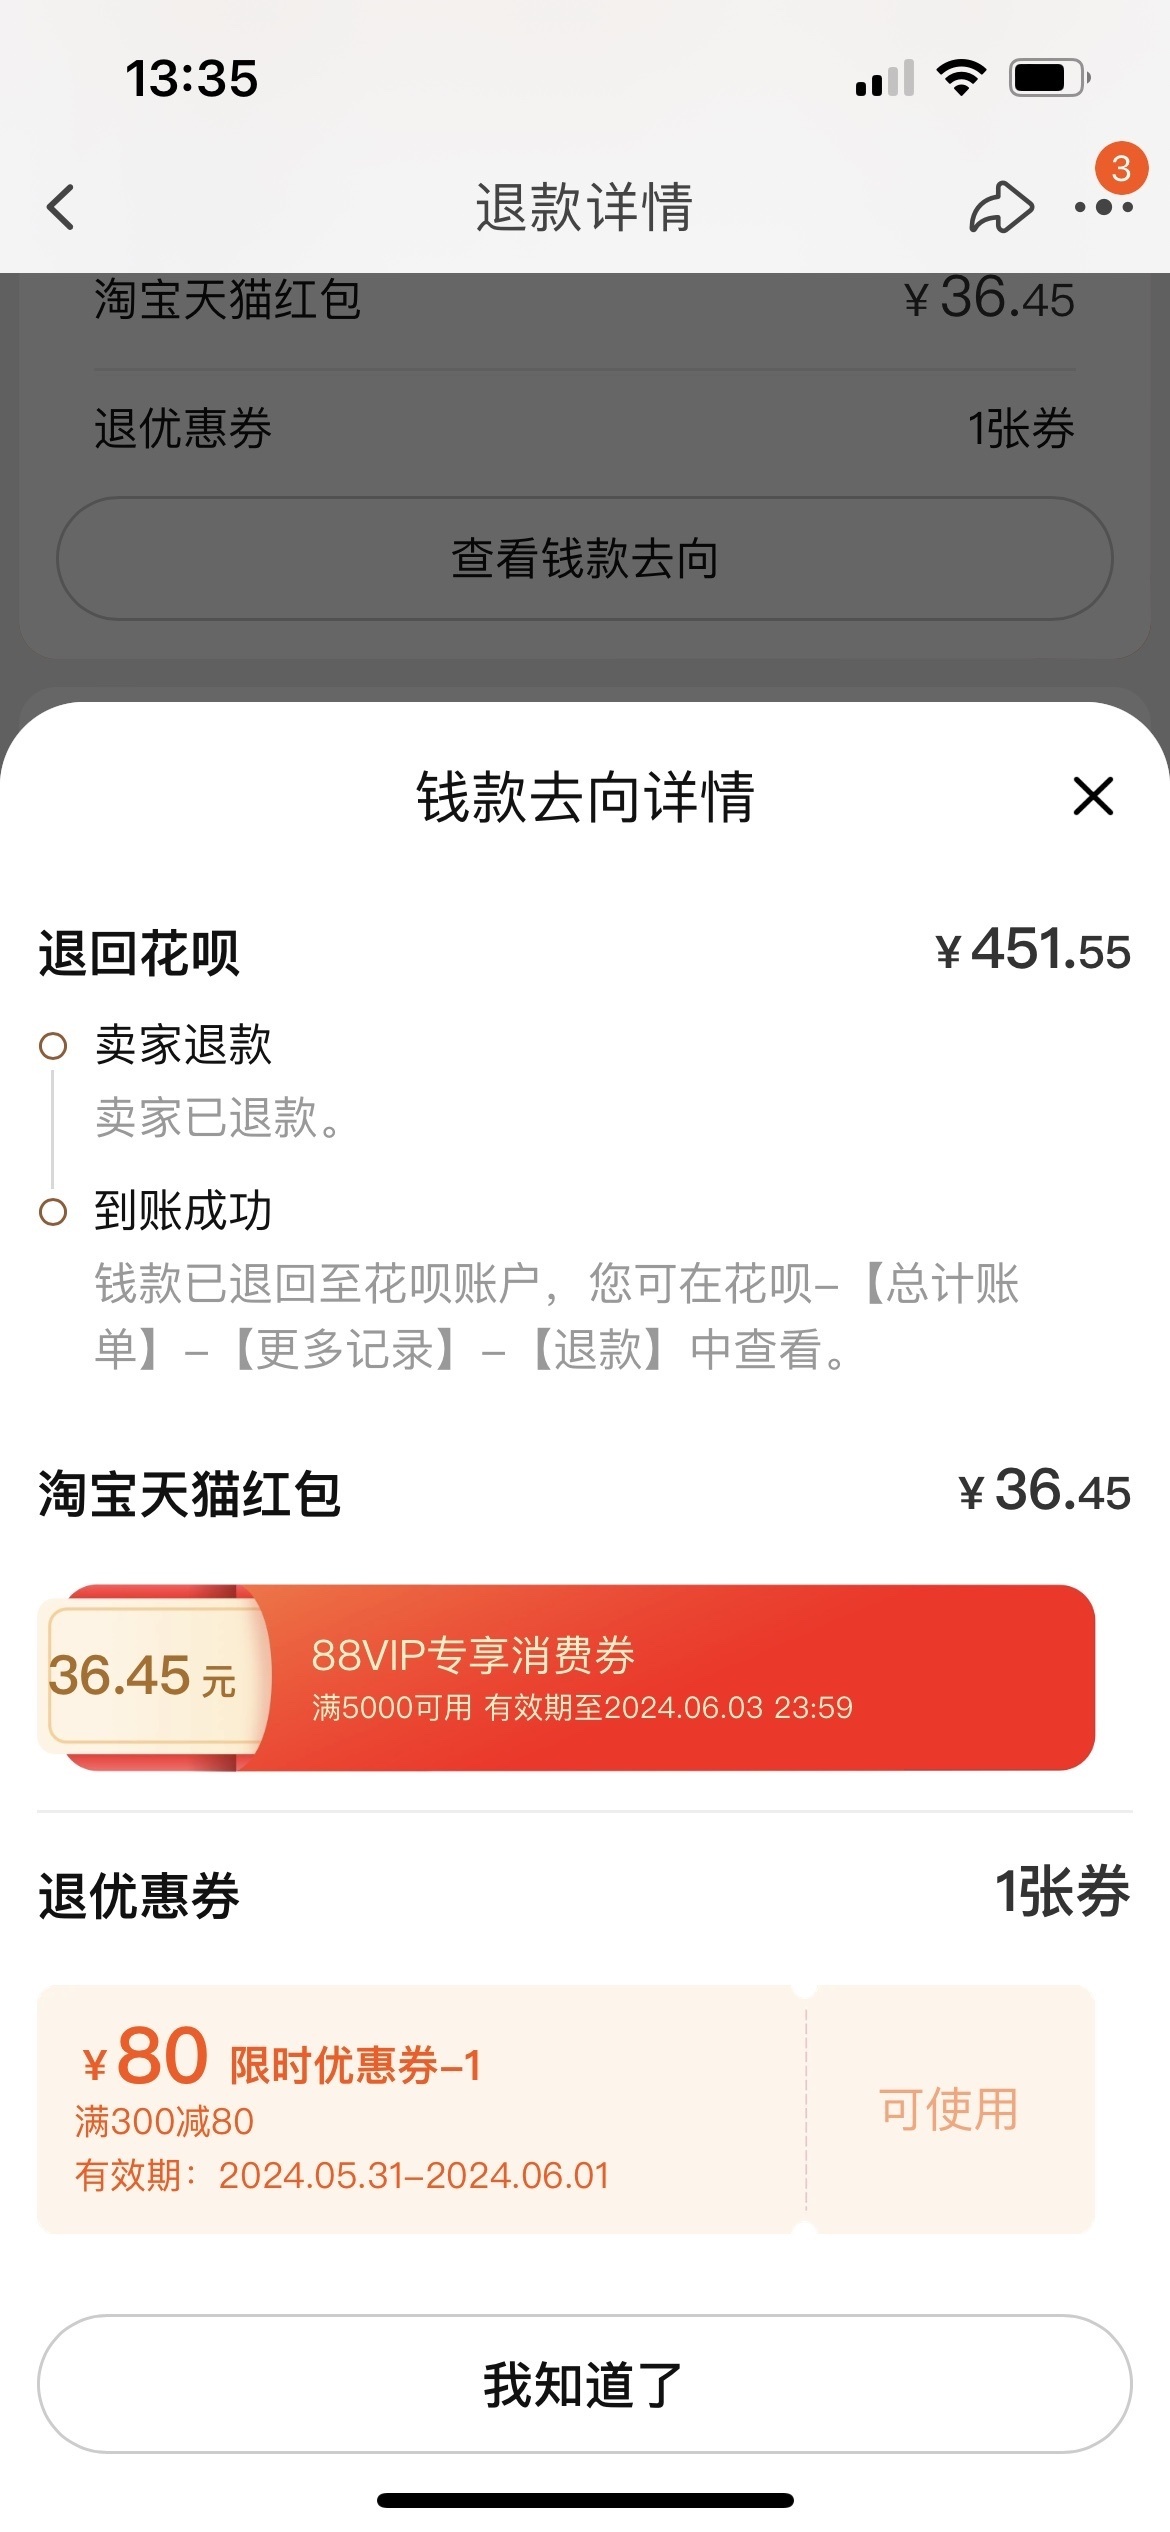 13:35
退款详情
3
淘宝天猫红包 ¥36.45
退优惠券 1张券
查看钱款去向
钱款去向详情
退回花呗 ¥451.55
卖家退款
卖家已退款。
到账成功
钱款已退回至花呗账户，您可在花呗-【总计账
单】-【更多记录】-【退款】中查看。
淘宝天猫红包 ¥36.45
36.45 元
88VIP专享消费券
满5000可用 有效期至2024.06.03 23:59
退优惠券 1张券
¥80 限时优惠券-1
满300减80
有效期：2024.05.31-2024.06.01
可使用
我知道了